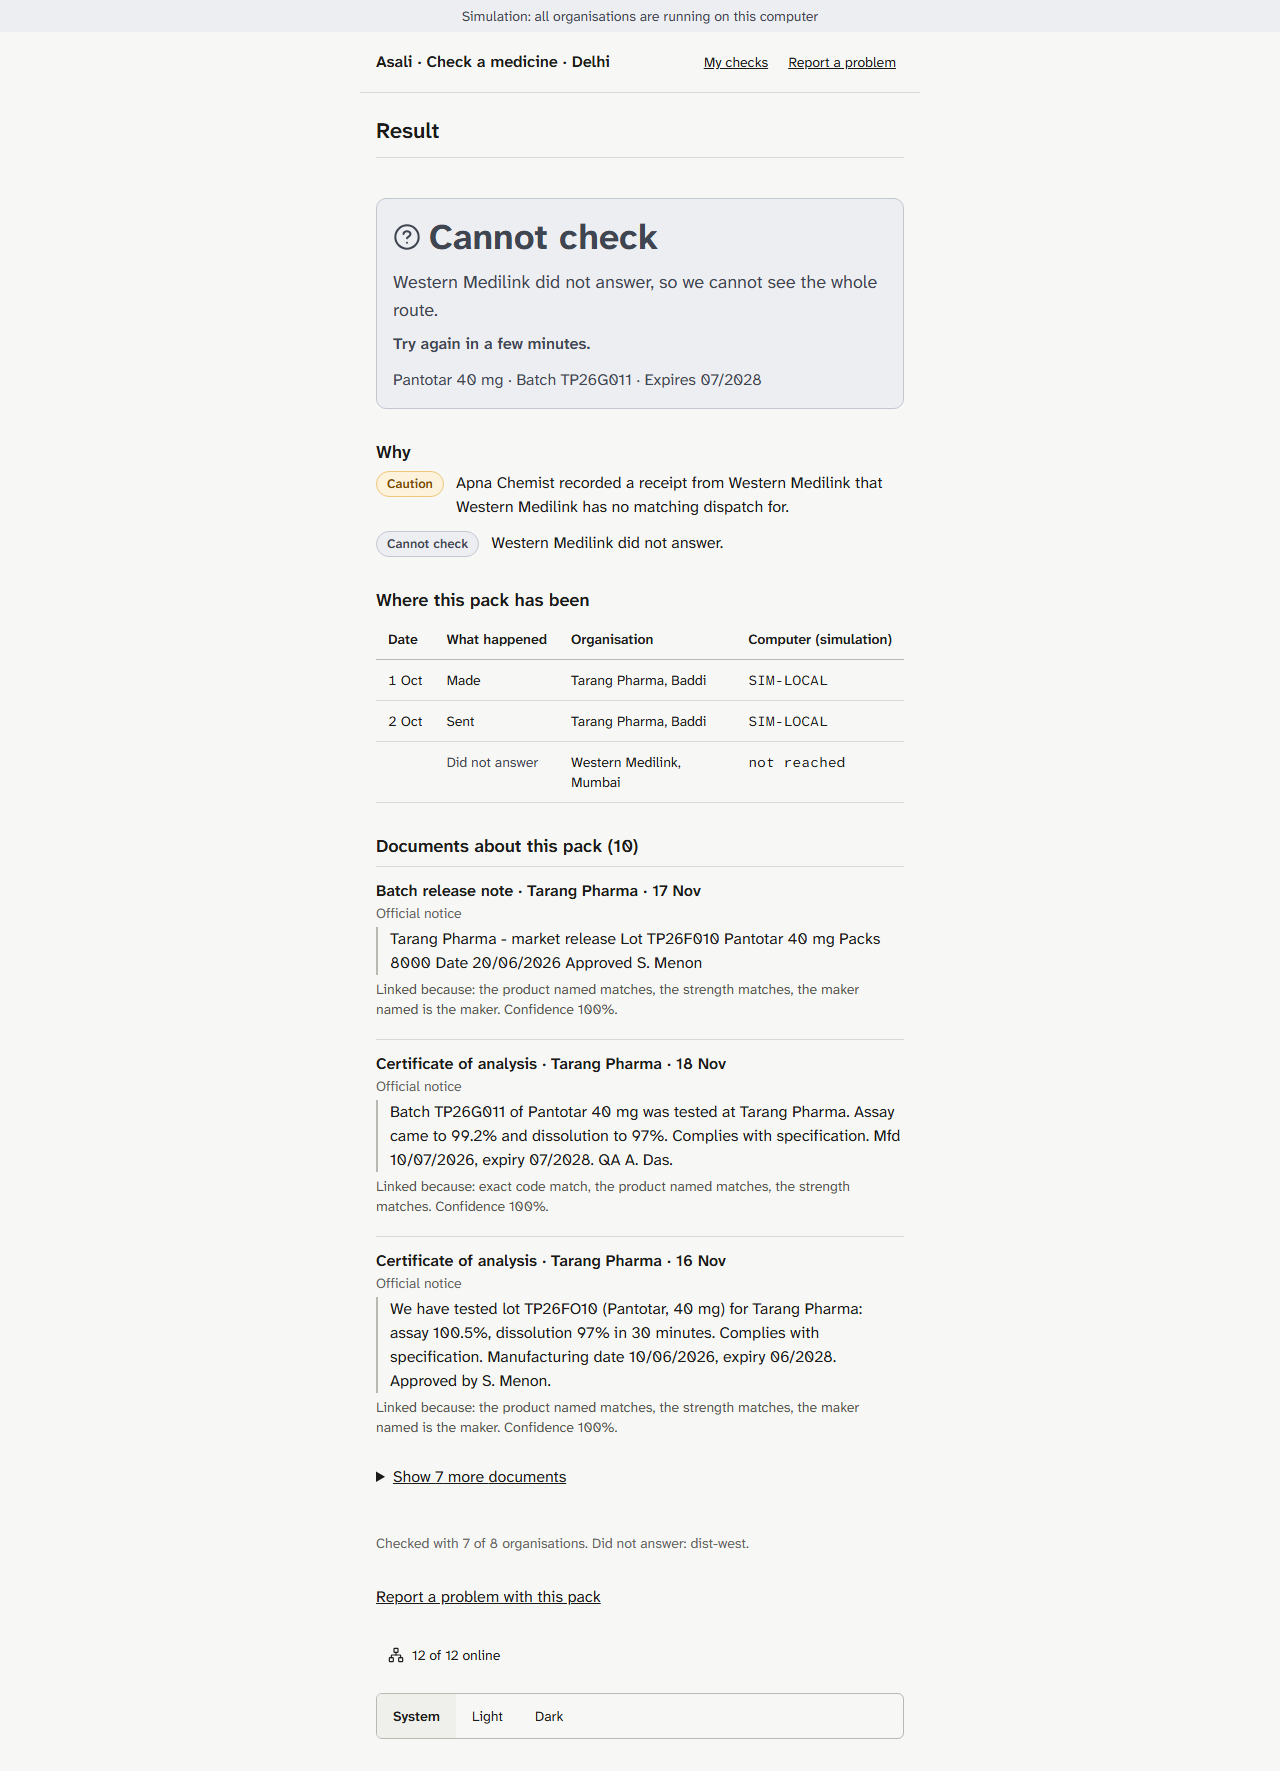 Simulation: all organisations are running on this computer
Asali · Check a medicine · Delhi
My checks
Report a problem
Result
Cannot check
Western Medilink did not answer, so we cannot see the whole
route.
Try again in a few minutes.
Pantotar 40 mg · Batch TP26G011 · Expires 07/2028
Why
Caution
Apna Chemist recorded a receipt from Western Medilink that
Western Medilink has no matching dispatch for.
Cannot check
Western Medilink did not answer.
Where this pack has been
Date What happened Organisation Computer (simulation)
1 Oct Made Tarang Pharma, Baddi SIM-LOCAL
2 Oct Sent Tarang Pharma, Baddi SIM-LOCAL
Did not answer Western Medilink, not reached
Mumbai
Documents about this pack (10)
Batch release note · Tarang Pharma · 17 Nov
Official notice
Tarang Pharma - market release Lot TP26F010 Pantotar 40 mg Packs
8000 Date 20/06/2026 Approved S. Menon
Linked because: the product named matches, the strength matches, the maker
named is the maker. Confidence 100%.
Certificate of analysis · Tarang Pharma · 18 Nov
Official notice
Batch TP26G011 of Pantotar 40 mg was tested at Tarang Pharma. Assay
came to 99.2% and dissolution to 97%. Complies with specification. Mfd
10/07/2026, expiry 07/2028. QA A. Das.
Linked because: exact code match, the product named matches, the strength
matches. Confidence 100%.
Certificate of analysis · Tarang Pharma · 16 Nov
Official notice
We have tested lot TP26FO10 (Pantotar, 40 mg) for Tarang Pharma:
assay 100.5%, dissolution 97% in 30 minutes. Complies with
specification. Manufacturing date 10/06/2026, expiry 06/2028.
Approved by S. Menon.
Linked because: the product named matches, the strength matches, the maker
named is the maker. Confidence 100%.
Show 7 more documents
Checked with 7 of 8 organisations. Did not answer: dist-west.
Report a problem with this pack
12 of 12 online
System Light Dark